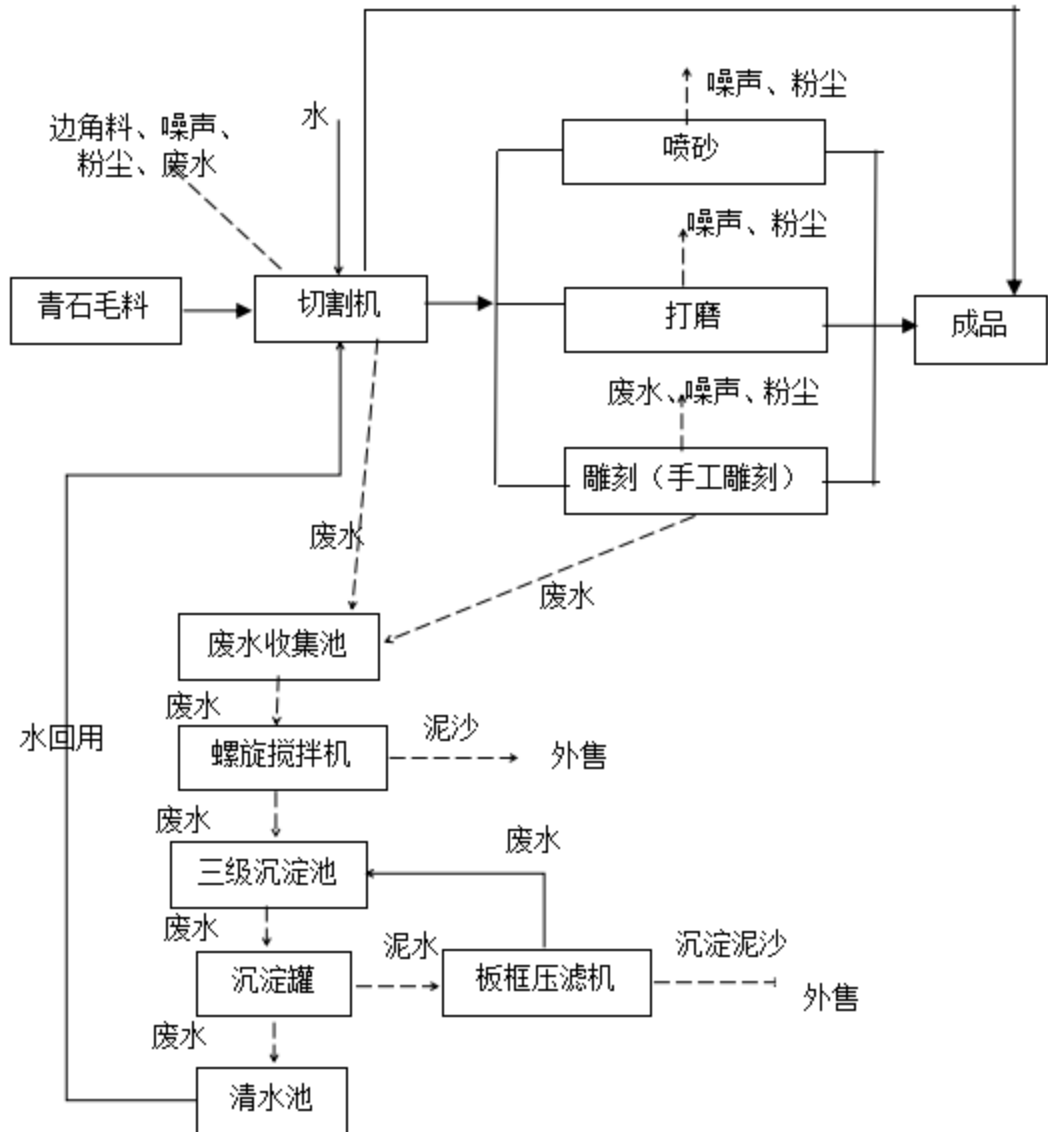 噪声、粉尘
水
边角料、噪声、
粉尘、废水
喷砂
噪声、粉尘
青石毛料
切割机
打磨
成品
废水、噪声、粉尘
雕刻（手工雕刻）
废水
废水
废水收集池
废水
泥沙
水回用
螺旋搅拌机
外售
废水
废水
三级沉淀池
废水
泥水
沉淀泥沙
沉淀罐
板框压滤机
外售
废水
清水池